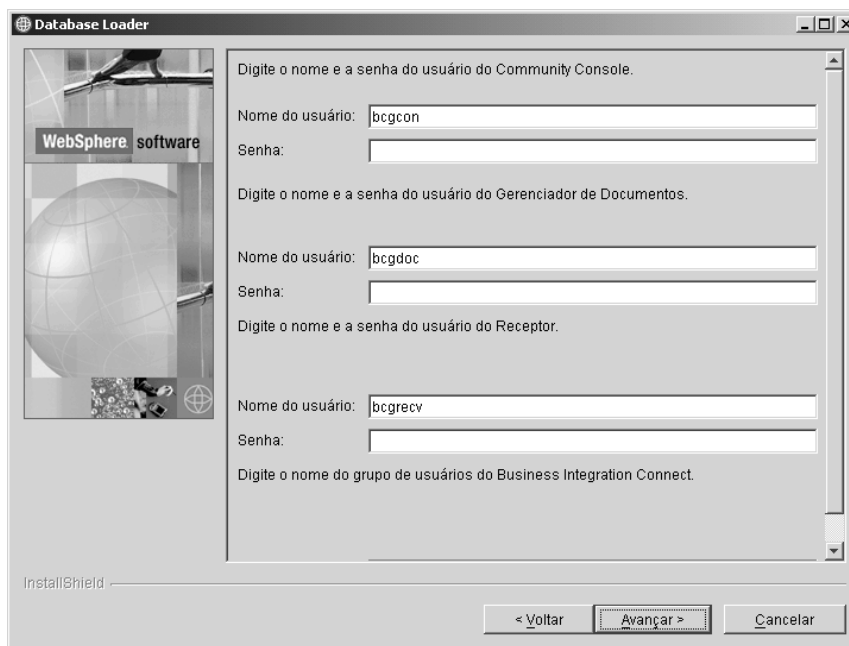 Database Loader
WebSphere software
Digite o nome e a senha do usuário do Community Console.
Nome do usuário: bcgcon
Senha:
Digite o nome e a senha do usuário do Gerenciador de Documentos.
Nome do usuário: bcgdoc
Senha:
Digite o nome e a senha do usuário do Receptor.
Nome do usuário: bcgrecv
Senha:
Digite o nome do grupo de usuários do Business Integration Connect.
InstallShield
< Voltar Avançar > Cancelar